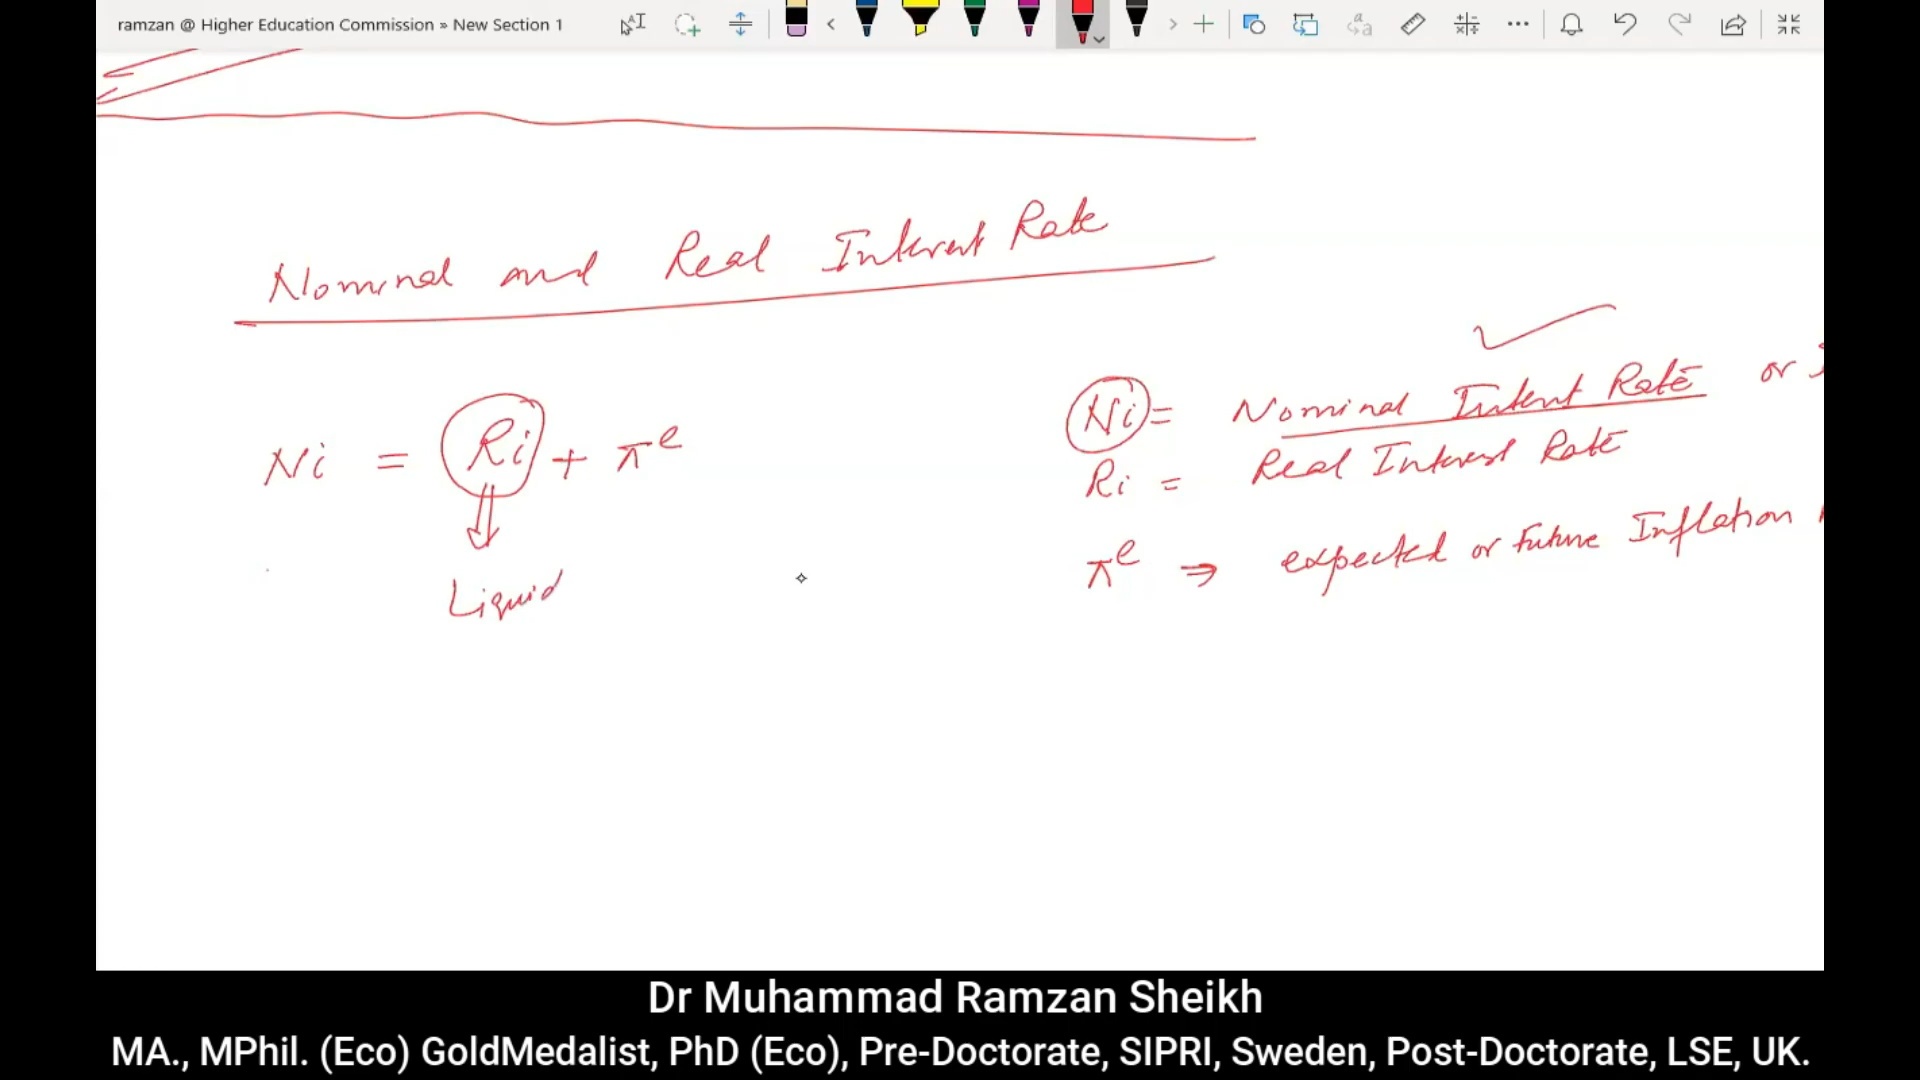 ramzan @ Higher Education Commission » New Section 1
Nominal and Real Interest Rate
Ni = Ri + π^e
Liquid
Ni = Nominal Interest Rate or
Ri = Real Interest Rate
π^e ⇒ expected or future Inflation
Dr Muhammad Ramzan Sheikh
MA., MPhil. (Eco) GoldMedalist, PhD (Eco), Pre-Doctorate, SIPRI, Sweden, Post-Doctorate, LSE, UK.